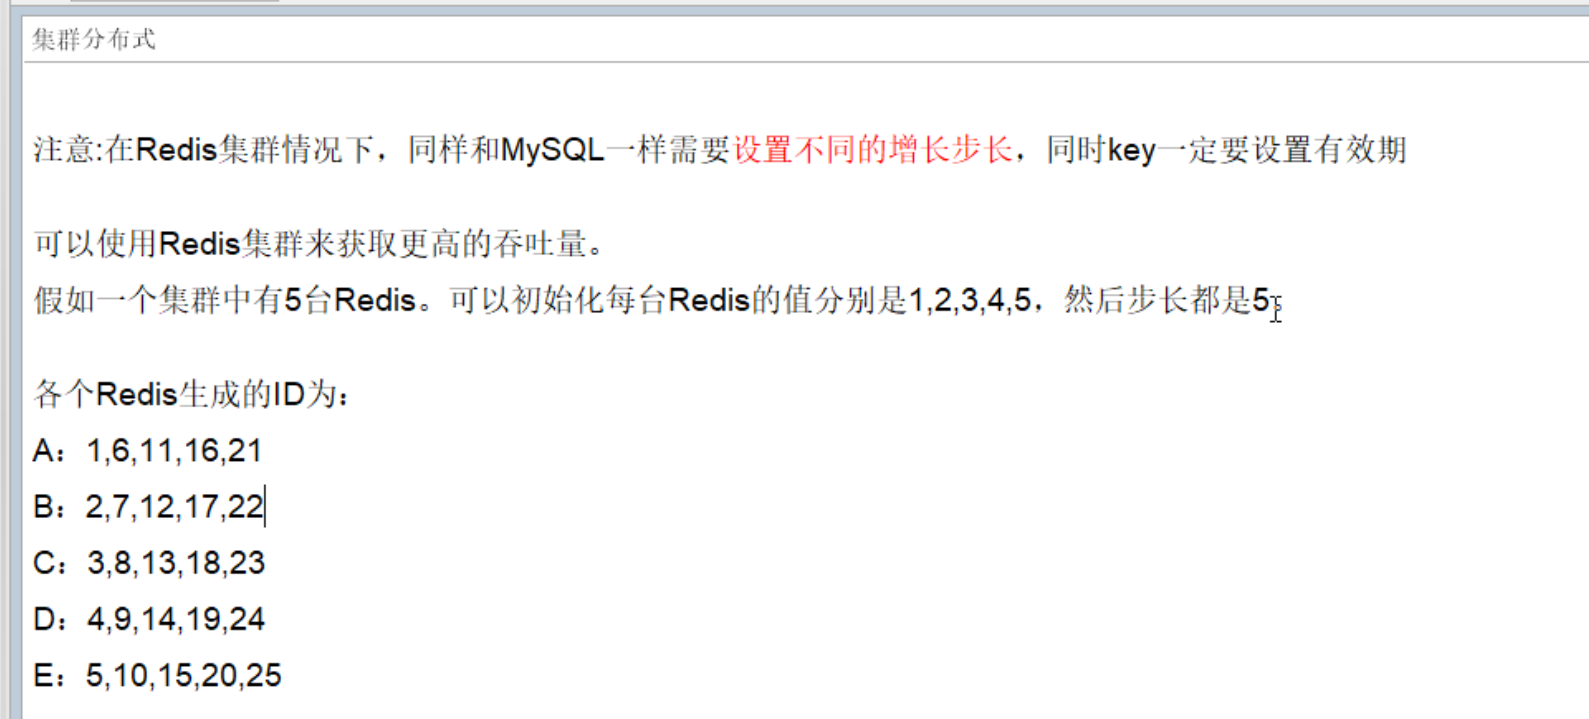 集群分布式
注意:在Redis集群情况下，同样和MySQL一样需要设置不同的增长步长，同时key一定要设置有效期
可以使用Redis集群来获取更高的吞吐量。
假如一个集群中有5台Redis。可以初始化每台Redis的值分别是1,2,3,4,5，然后步长都是5。
各个Redis生成的ID为：
A：1,6,11,16,21
B：2,7,12,17,22
C：3,8,13,18,23
D：4,9,14,19,24
E：5,10,15,20,25